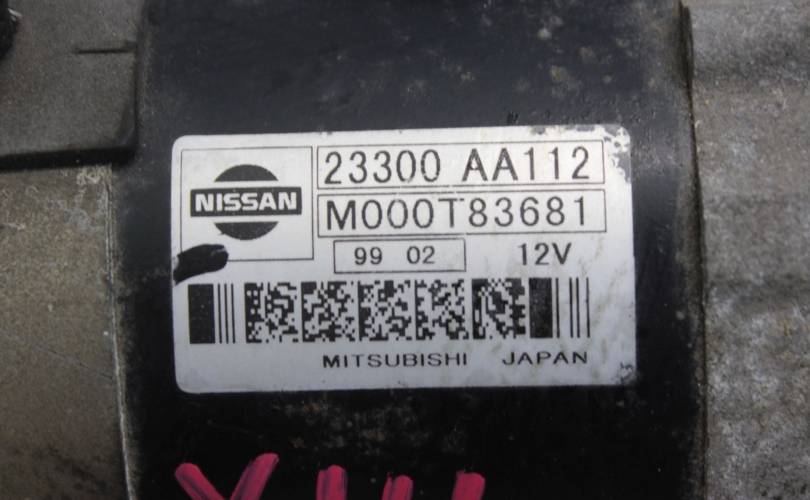 NISSAN
23300 AA112
M000T83681
99 02 12V
MITSUBISHI JAPAN